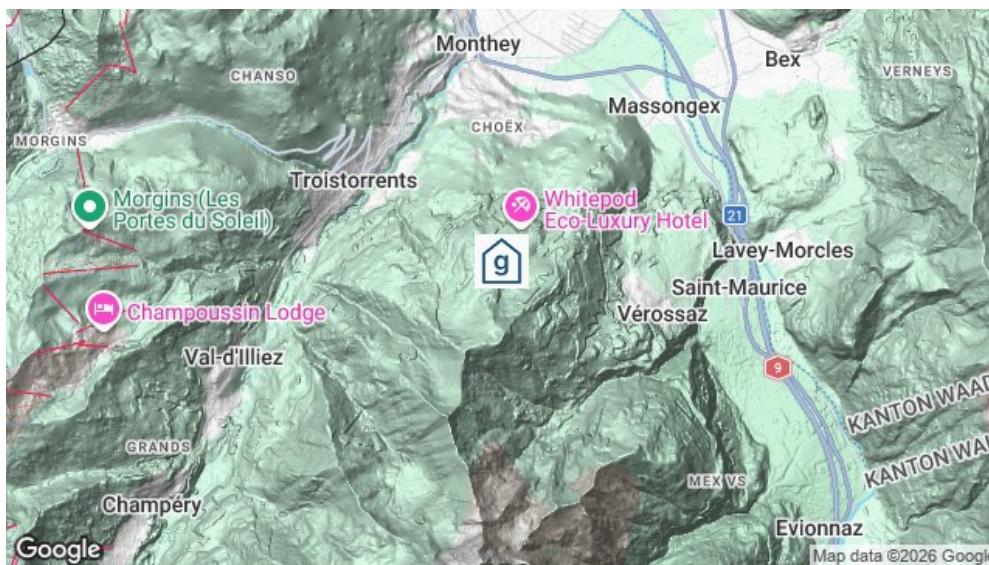 Monthey
Bex
CHANSO
VERNEYS
Massongex
CHOËX
MORGINS
Troistorrents
Morgins (Les
Portes du Soleil)
Whitepod
Eco-Luxury Hotel
21
Lavey-Morcles
g
Saint-Maurice
Champoussin Lodge
Vérossaz
Val-d'Illiez
9
KANTON WAAD
GRANDS
KANTON WA
MEX VS
Champéry
Evionnaz
Google
Map data ©2026 Google